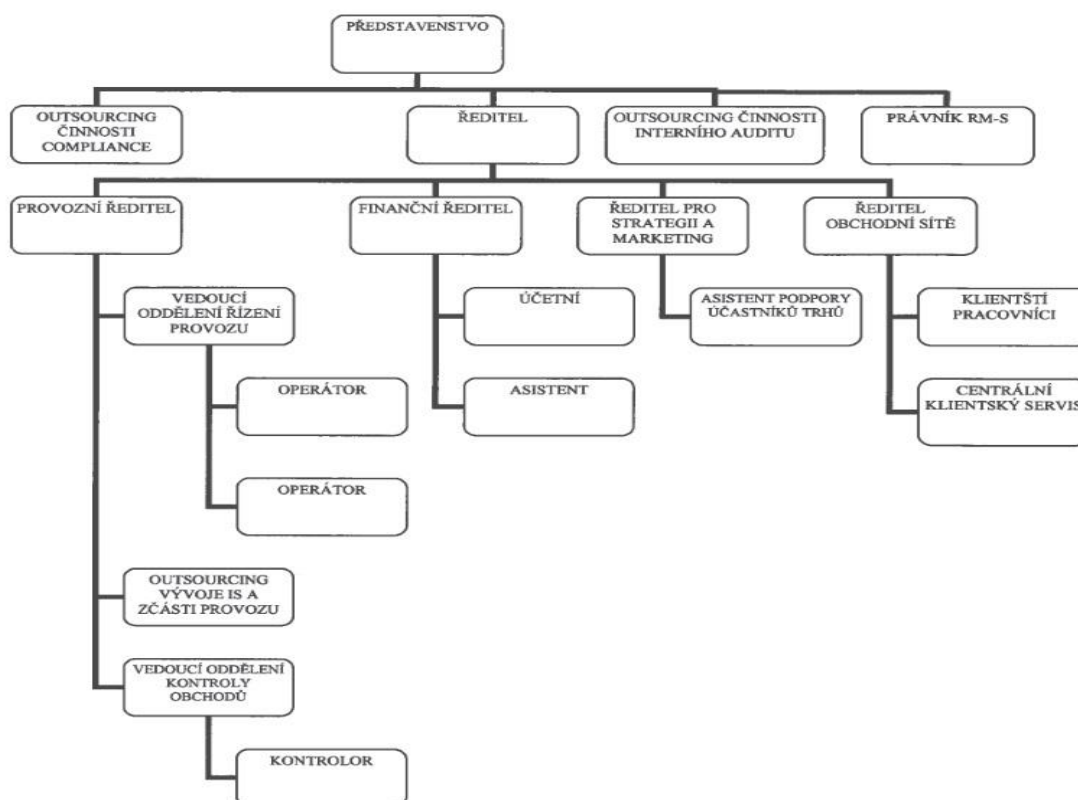 PŘEDSTAVENSTVO
OUTSOURCING
ČINNOSTI
COMPLIANCE
ŘEDITEL
OUTSOURCING ČINNOSTI
INTERNÍHO AUDITU
PRÁVNÍK RM-S
PROVOZNÍ ŘEDITEL
FINANČNÍ ŘEDITEL
ŘEDITEL PRO
STRATEGII A
MARKETING
ŘEDITEL
OBCHODNÍ SÍTĚ
VEDOUCÍ
ODDĚLENÍ ŘÍZENÍ
PROVOZU
ÚČETNÍ
ASISTENT PODPORY
ÚČASTNÍKŮ TRHŮ
KLIENTŠTÍ
PRACOVNÍCI
OPERÁTOR
ASISTENT
CENTRÁLNÍ
KLIENTSKÝ SERVIS
OPERÁTOR
OUTSOURCING
VÝVOJE IS A
ZČÁSTI PROVOZU
VEDOUCÍ ODDĚLENÍ
KONTROLY
OBCHODŮ
KONTROLOR